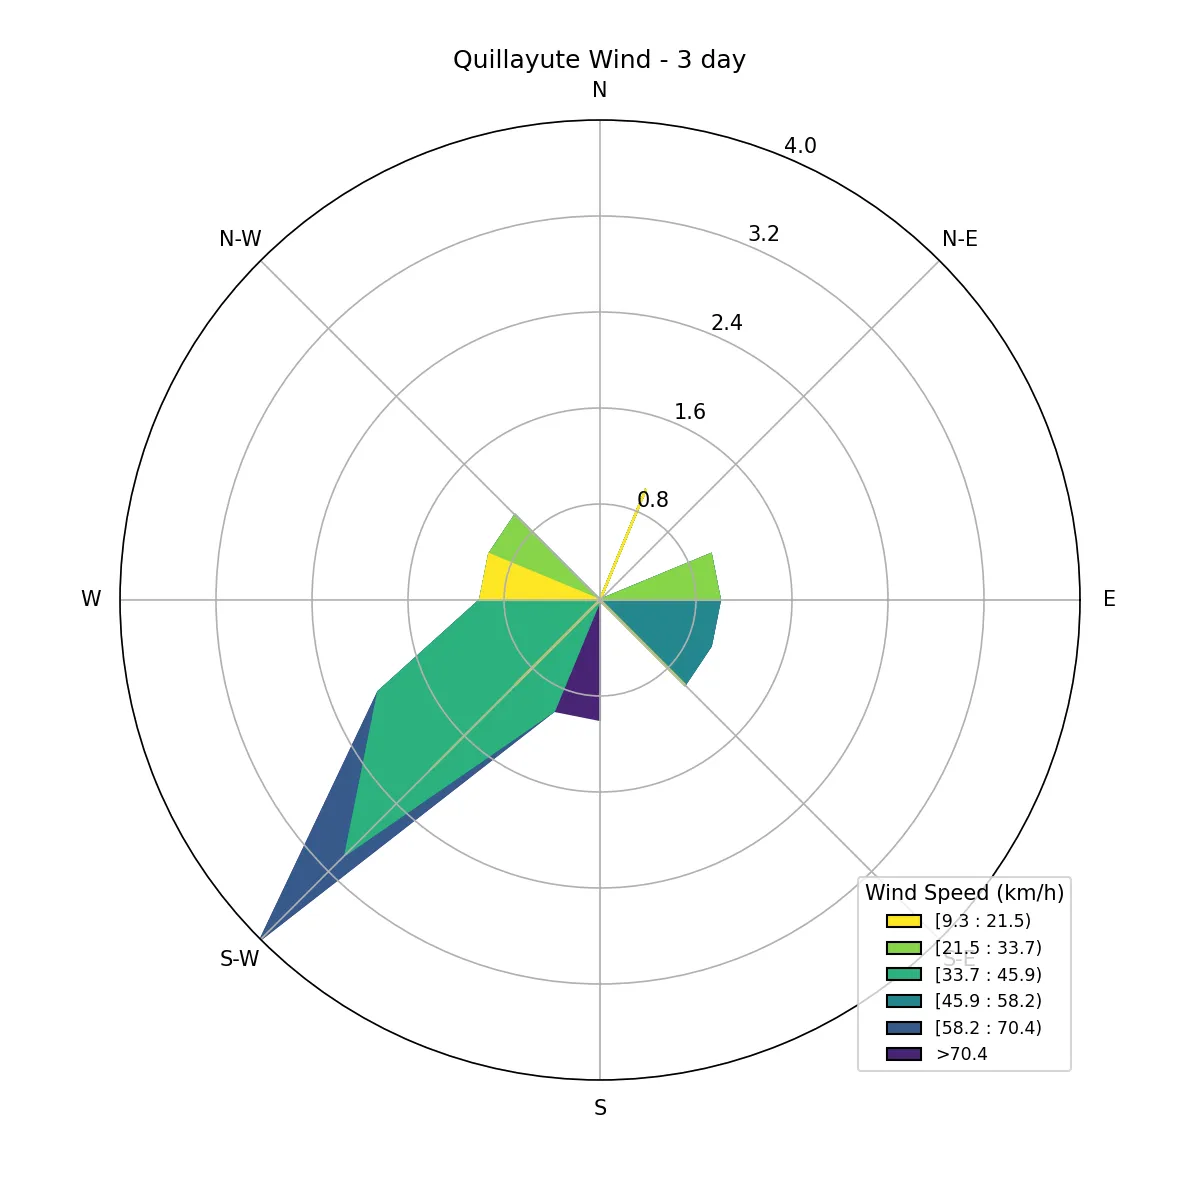 Quillayute Wind - 3 day
N
4.0
N-W
3.2
N-E
2.4
1.6
0.8
W
E
S-W
S-E
S
Wind Speed (km/h)
[9.3 : 21.5)
[21.5 : 33.7)
[33.7 : 45.9)
[45.9 : 58.2)
[58.2 : 70.4)
>70.4